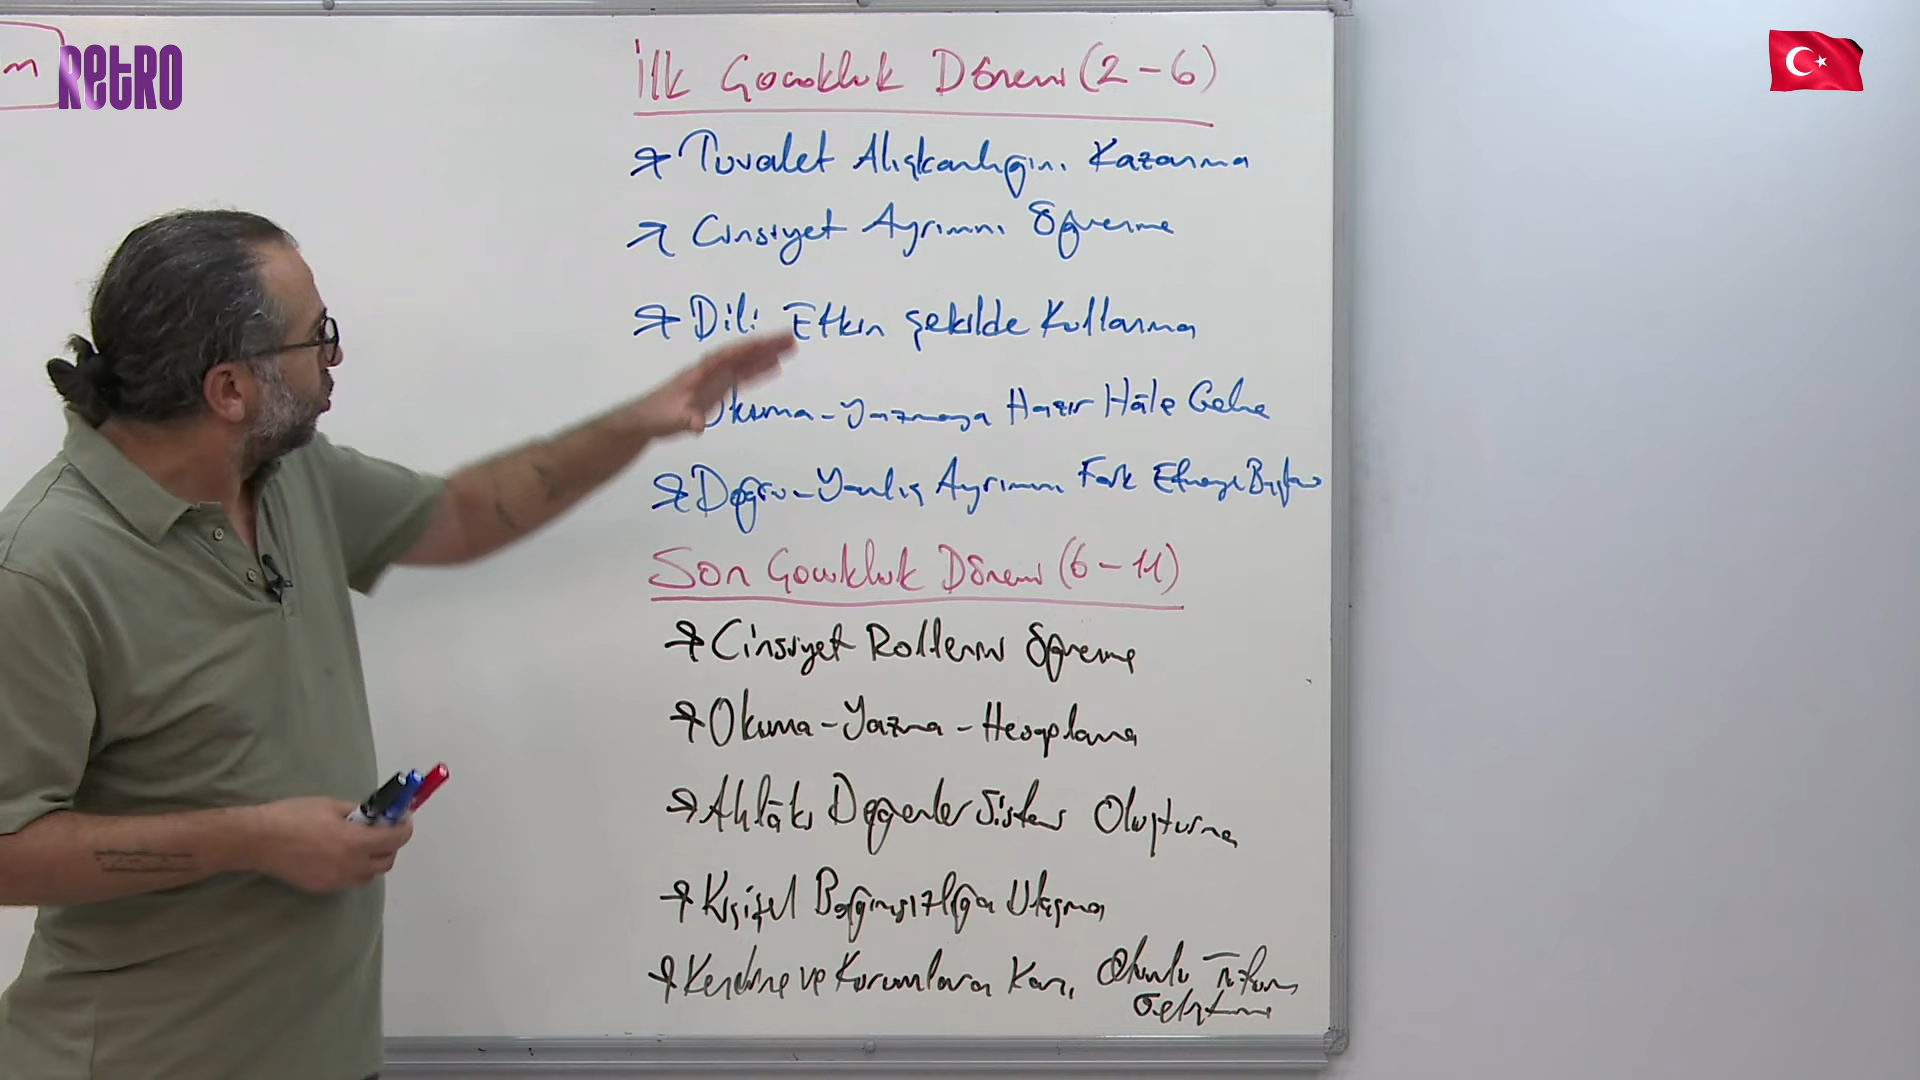 m
RETRO
İlk Çocukluk Dönemi (2-6)
→ Tuvalet Alışkanlığını Kazanma
→ Cinsiyet Ayrımını Öğrenme
→ Dili Etkin Şekilde Kullanma
Okuma-Yazmaya Hazır Hâle Gelme
→ Doğru-Yanlış Ayrımını Fark Etmeye Başlama
Son Çocukluk Dönemi (6-11)
→ Cinsiyet Rollerini Öğrenme
→ Okuma-Yazma-Hesaplama
→ Ahlâki Değerler Sistemi Oluşturma
→ Kişisel Bağımsızlığa Ulaşma
→ Kendine ve Kurumlara Karşı Olumlu Tutum
Geliştirme